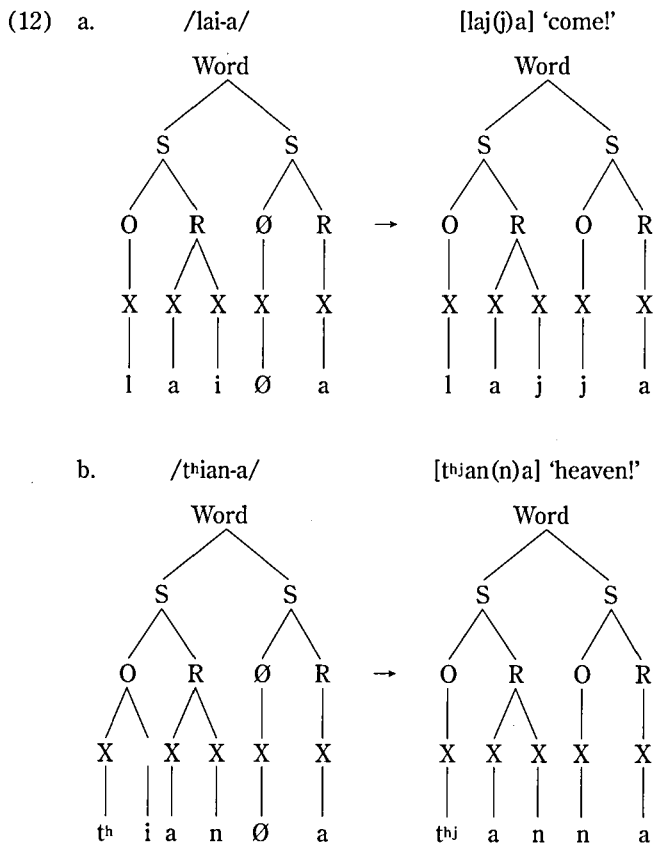 (12) a. /lai-a/ [laj(j)a] ‘come!’
Word Word
S S S S
O R Ø R → O R O R
X X X X X X X X X X
l a i Ø a l a j j a
b. /tʰian-a/ [tʰʲan(n)a] ‘heaven!’
Word Word
S S S S
O R Ø R → O R O R
X X X X X X X X X X
tʰ i a n Ø a tʰʲ a n n a